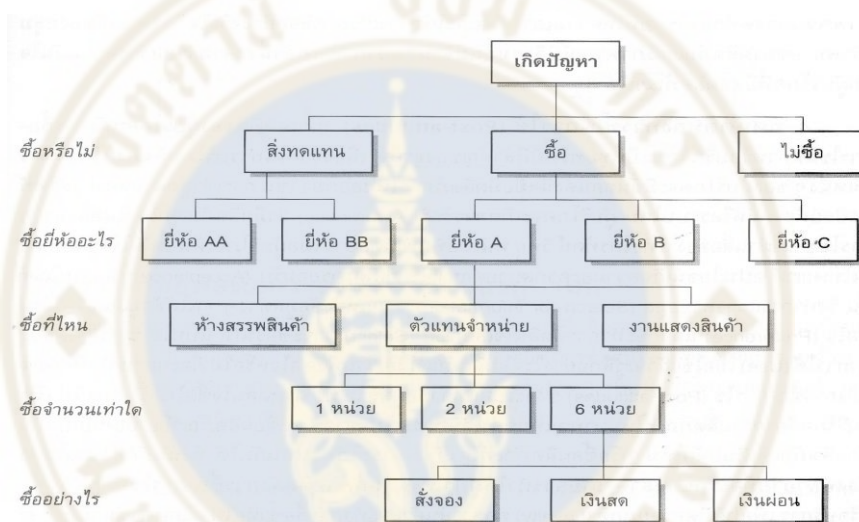 เกิดปัญหา
ซื้อหรือไม่ สิ่งทดแทน ซื้อ ไม่ซื้อ
ซื้อยี่ห้ออะไร ยี่ห้อ AA ยี่ห้อ BB ยี่ห้อ A ยี่ห้อ B ยี่ห้อ C
ซื้อที่ไหน ห้างสรรพสินค้า ตัวแทนจำหน่าย งานแสดงสินค้า
ซื้อจำนวนเท่าใด 1 หน่วย 2 หน่วย 6 หน่วย
ซื้ออย่างไร สั่งจอง เงินสด เงินผ่อน